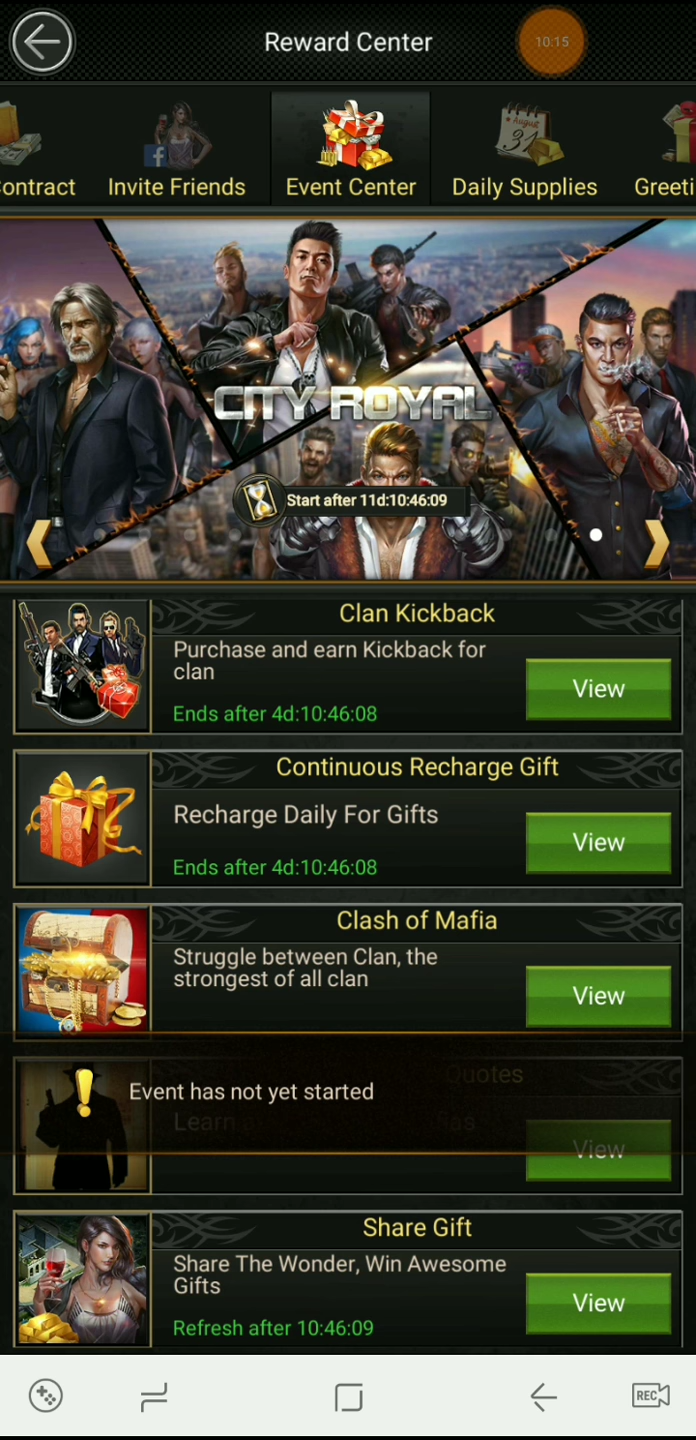 Reward Center
10:15
ontract
Invite Friends
Event Center
August
31
Daily Supplies
Greeti
CITY ROYAL
Start after 11d:10:46:09
Clan Kickback
Purchase and earn Kickback for
clan
View
Ends after 4d:10:46:08
Continuous Recharge Gift
Recharge Daily For Gifts
View
Ends after 4d:10:46:08
Clash of Mafia
Struggle between Clan, the
strongest of all clan
View
Quotes
Event has not yet started
Learn
View
Share Gift
Share The Wonder, Win Awesome
Gifts
View
Refresh after 10:46:09
REC